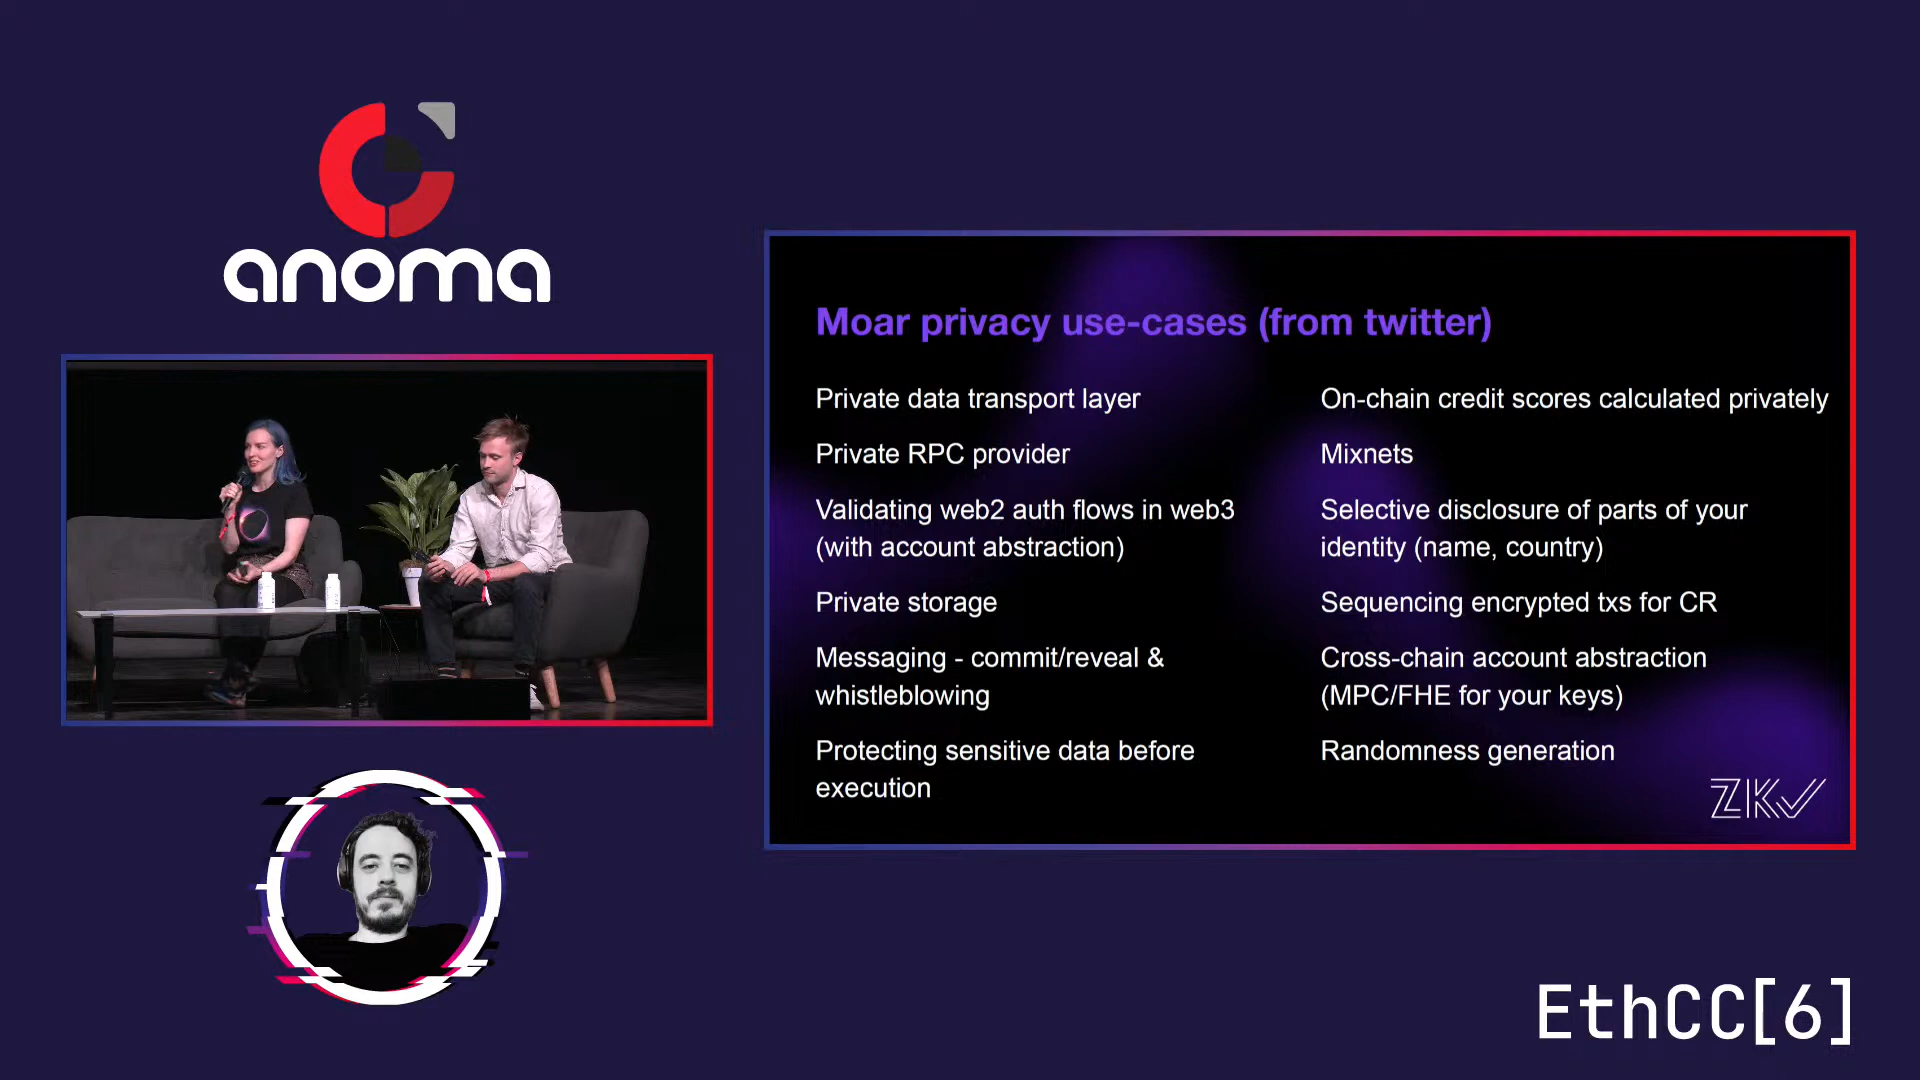 anoma
Moar privacy use-cases (from twitter)
Private data transport layer
Private RPC provider
Validating web2 auth flows in web3
(with account abstraction)
Private storage
Messaging - commit/reveal &
whistleblowing
Protecting sensitive data before
execution
On-chain credit scores calculated privately
Mixnets
Selective disclosure of parts of your
identity (name, country)
Sequencing encrypted txs for CR
Cross-chain account abstraction
(MPC/FHE for your keys)
Randomness generation
ZK
EthCC[6]